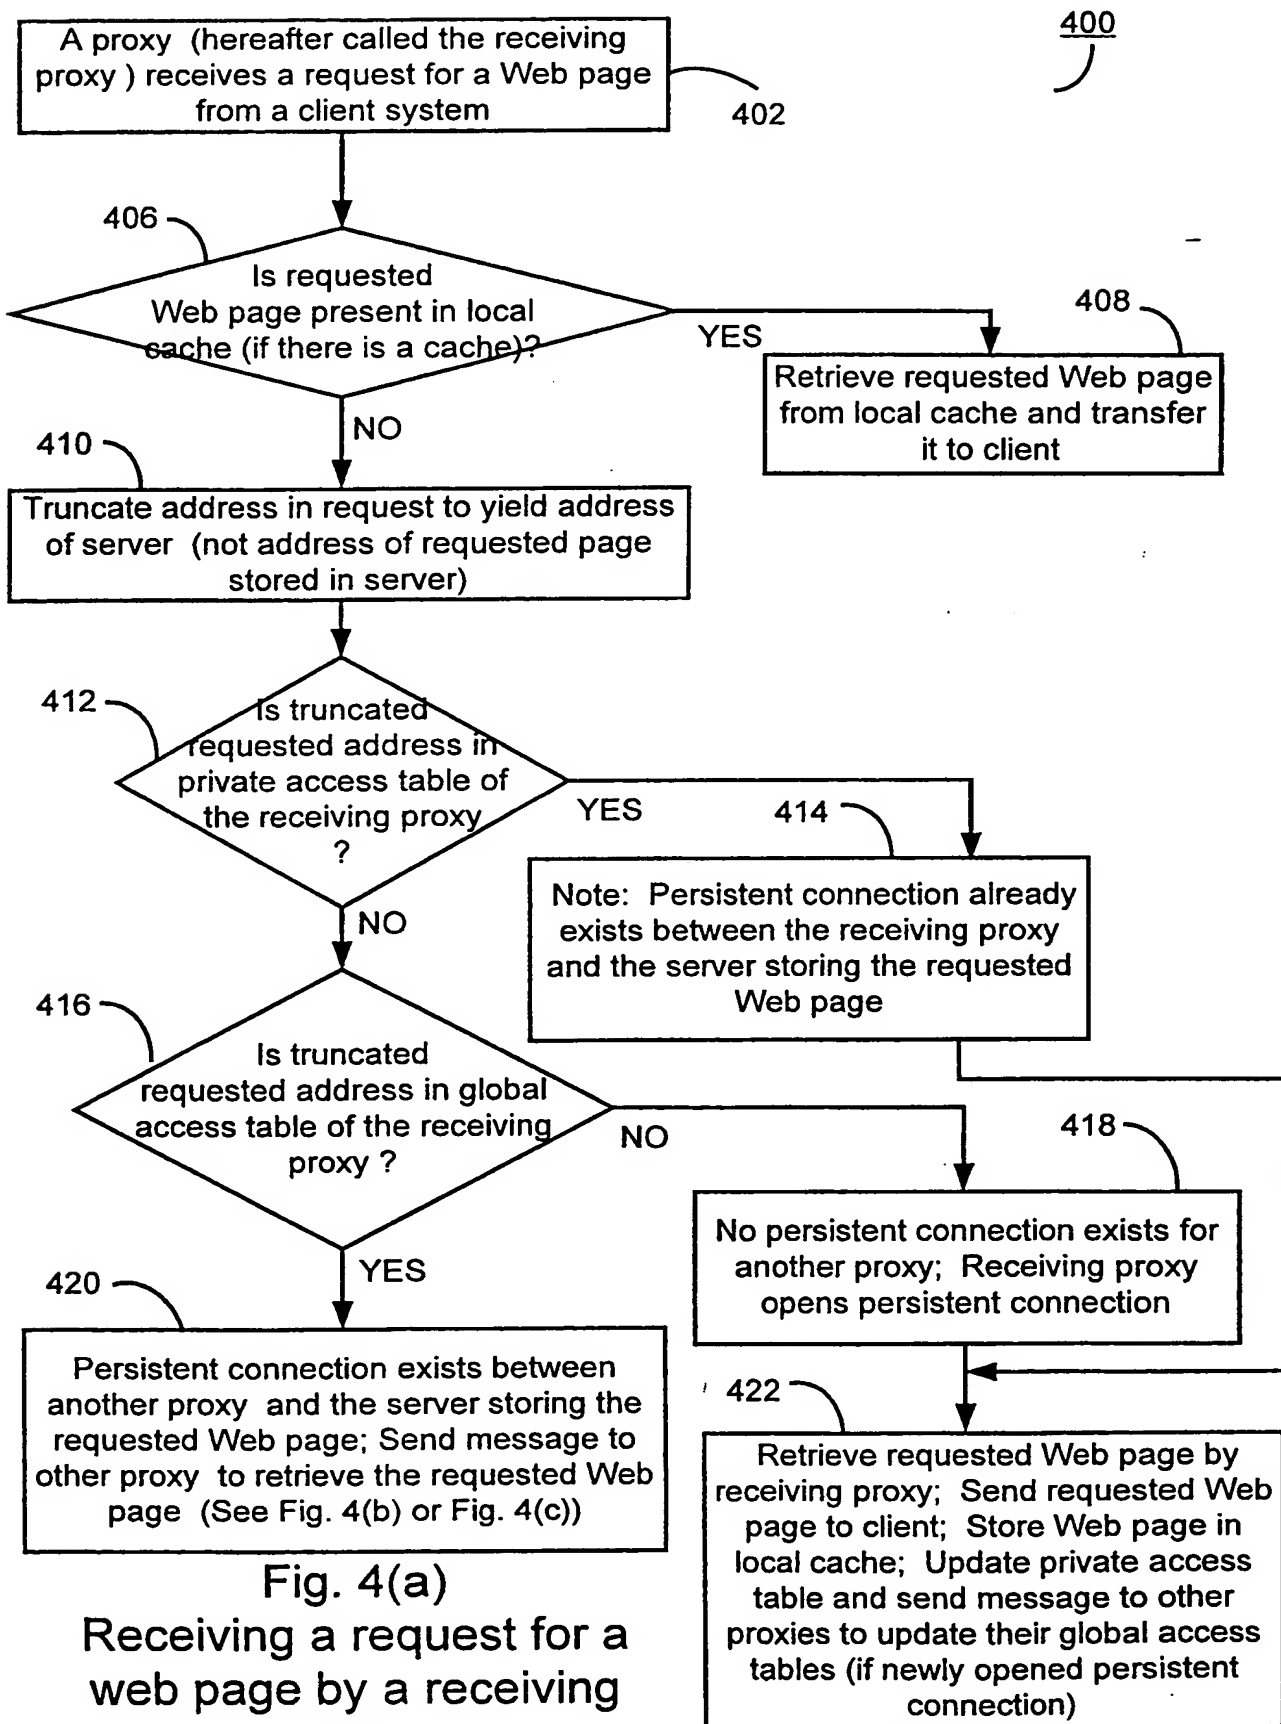 400
A proxy (hereafter called the receiving
proxy ) receives a request for a Web page
from a client system
402
406
Is requested
Web page present in local
cache (if there is a cache)?
YES
408
Retrieve requested Web page
from local cache and transfer
it to client
NO
410
Truncate address in request to yield address
of server (not address of requested page
stored in server)
412
Is truncated
requested address in
private access table of
the receiving proxy
?
YES
414
Note: Persistent connection already
exists between the receiving proxy
and the server storing the requested
Web page
NO
416
Is truncated
requested address in global
access table of the receiving
proxy ?
NO
418
No persistent connection exists for
another proxy; Receiving proxy
opens persistent connection
YES
420
Persistent connection exists between
another proxy and the server storing the
requested Web page; Send message to
other proxy to retrieve the requested Web
page (See Fig. 4(b) or Fig. 4(c))
422
Retrieve requested Web page by
receiving proxy; Send requested Web
page to client; Store Web page in
local cache; Update private access
table and send message to other
proxies to update their global access
tables (if newly opened persistent
connection)
Fig. 4(a)
Receiving a request for a
web page by a receiving